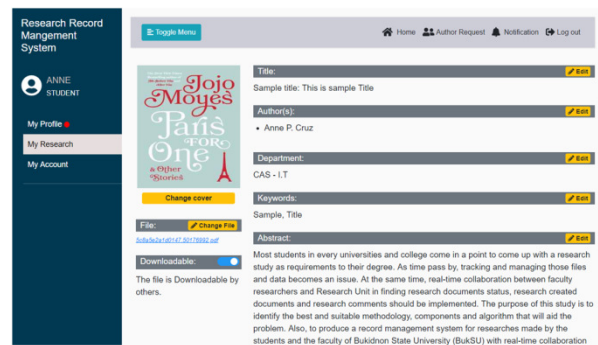 Research Record
Mangement
System
ANNE
STUDENT
My Profile
My Research
My Account
Toggle Menu
Home
Author Request
Notification
Log out
Jojo
Moyes
Paris
FOR
One
& Other
Stories
Change cover
File:
Change File
Downloadable:
The file is Downloadable by
others.
Title:
Edit
Sample title: This is sample Title
Author(s):
Edit
Anne P. Cruz
Department:
Edit
CAS - I.T
Keywords:
Edit
Sample, Title
Abstract:
Edit
Most students in every universities and college come in a point to come up with a research
study as requirements to their degree. As time pass by, tracking and managing those files
and data becomes an issue. At the same time, real-time collaboration between faculty
researchers and Research Unit in finding research documents status, research created
documents and research comments should be implemented. The purpose of this study is to
identify the best and suitable methodology, components and algorithm that will aid the
problem. Also, to produce a record management system for researches made by the
students and the faculty of Bukidnon State University (BukSU) with real-time collaboration